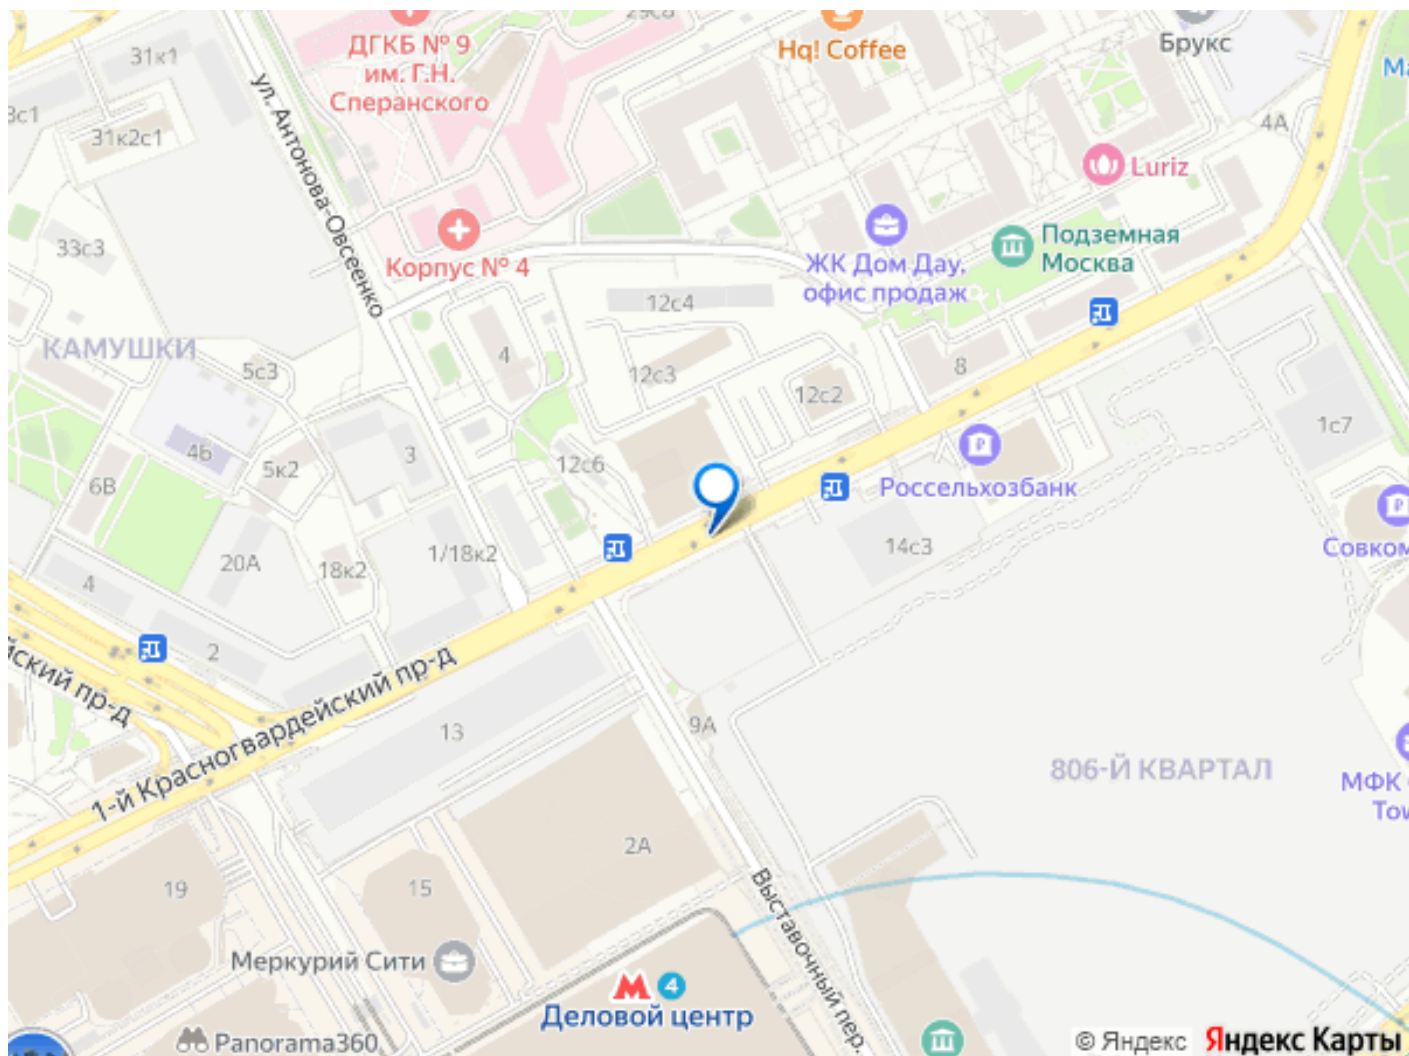 29с8
31к1
ДГКБ № 9
им. Г.Н.
Сперанского
Hq! Coffee
Брукс
31к2с1
ул. Антонова-Овсеенко
4А
Luriz
33с3
Корпус № 4
ЖК Дом Дау,
офис продаж
Подземная
Москва
12с4
КАМУШКИ
5с3
4
12с3
12с2
8
1с7
4Б
5к2
3
12с6
6В
Россельхозбанк
14с3
20А
18к2
1/18к2
4
2
1-й Красногвардейский пр-д
пр-д
13
9А
806-Й КВАРТАЛ
МФК
2А
19
15
Выставочный пер.
Меркурий Сити
4
Деловой центр
Panorama360
© Яндекс Яндекс Карты